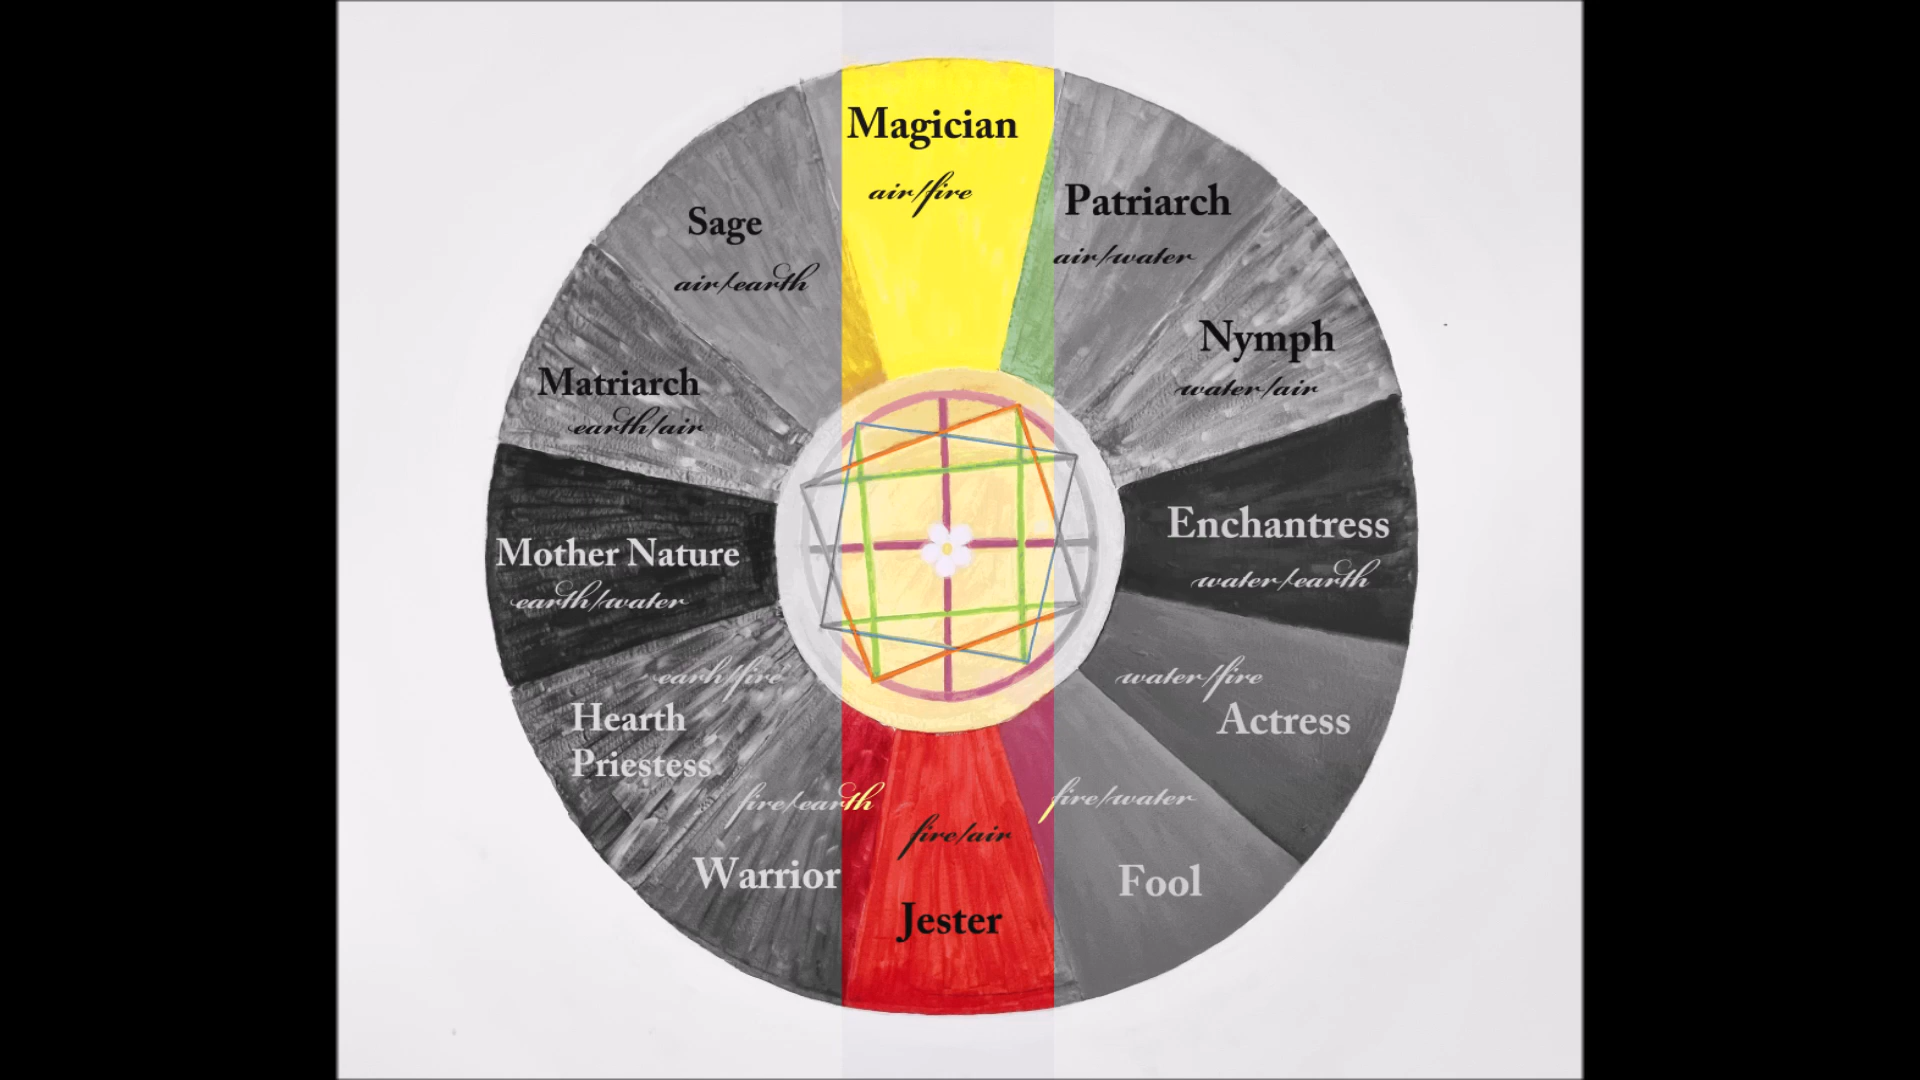 Magician
air/fire
Patriarch
air/water
Nymph
water/air
Enchantress
water/earth
water/fire
Actress
fire/water
Fool
fire/air
Jester
fire/earth
Warrior
earh/fire
Hearth
Priestess
Mother Nature
earth/water
Matriarch
earth/air
Sage
air/earth